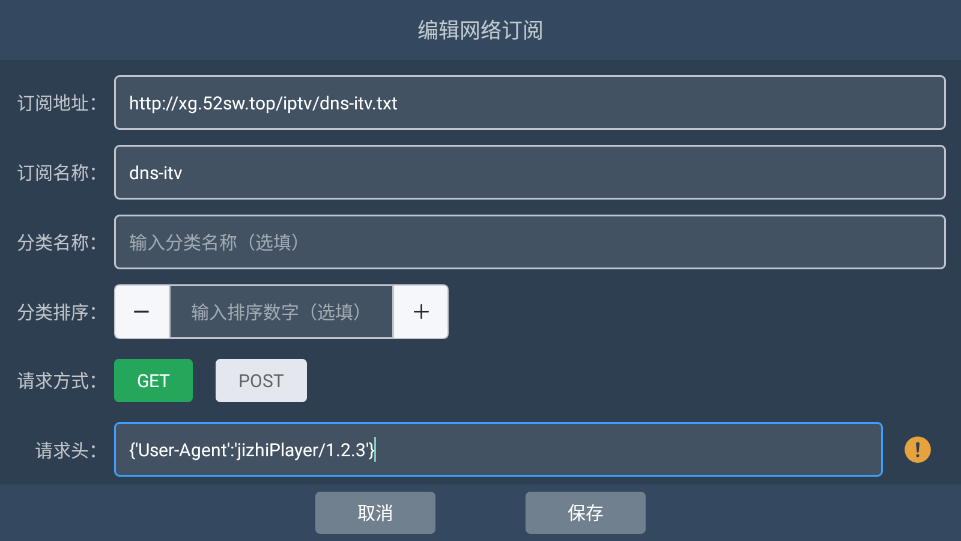 编辑网络订阅
订阅地址： http://xg.52sw.top/iptv/dns-itv.txt
订阅名称： dns-itv
分类名称： 输入分类名称（选填）
分类排序： － 输入排序数字（选填） ＋
请求方式： GET POST
请求头： {'User-Agent':'jizhiPlayer/1.2.3'} !
取消 保存